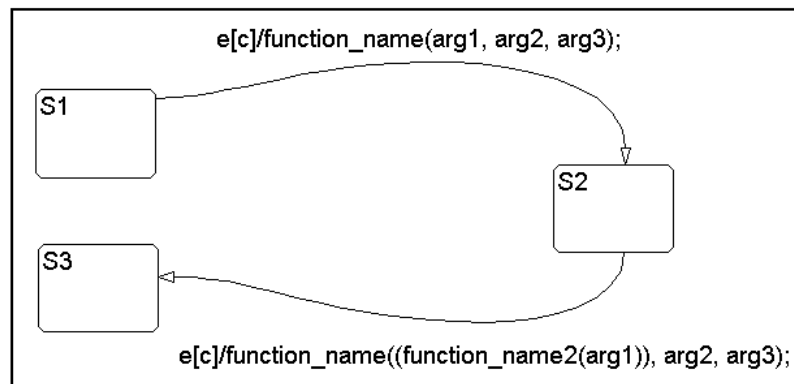 e[c]/function_name(arg1, arg2, arg3);
S1
S2
S3
e[c]/function_name((function_name2(arg1)), arg2, arg3);